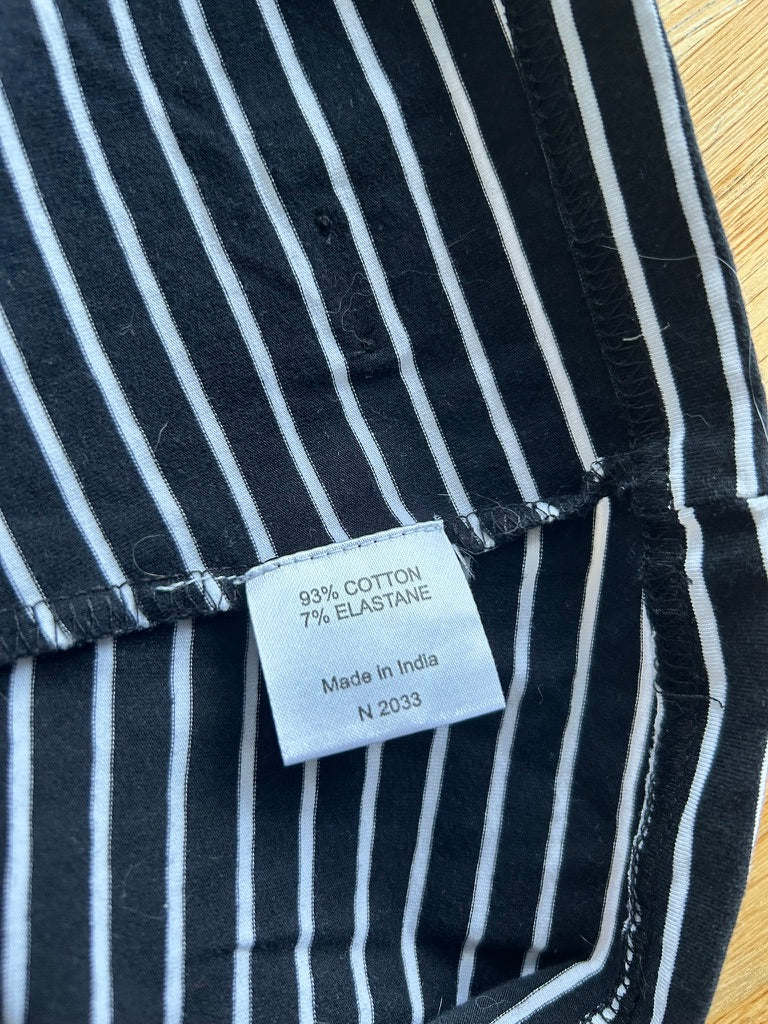 93% COTTON
7% ELASTANE
Made in India
N 2033